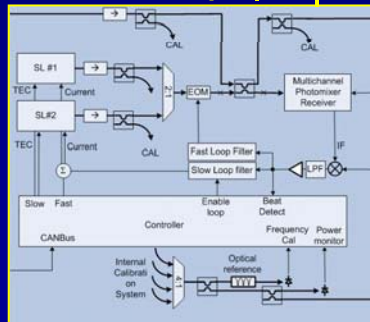 CAL
CAL
SL #1
TEC
Current
2:1
EOM
Multichannel
Photomixer
Receiver
SL#2
TEC
Current
CAL
Fast Loop Filter
Slow Loop filter
IF
LPF
Σ
Slow
Fast
Enable
loop
Beat
Detect
Controller
Frequency
Cal
Power
monitor
CANBus
Internal
Calibrati
on
System
4:1
Optical
reference